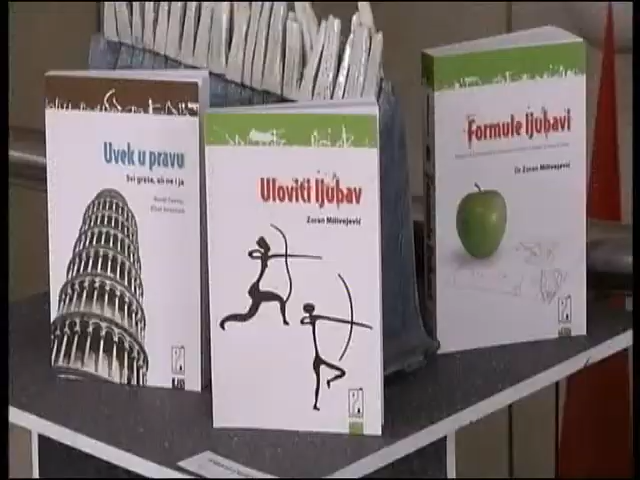 Uvek u pravu
Svi greše, ali ne i ja
Uloviti ljubav
Zoran Milivojević
Formule ljubavi
Dr Zoran Milivojević